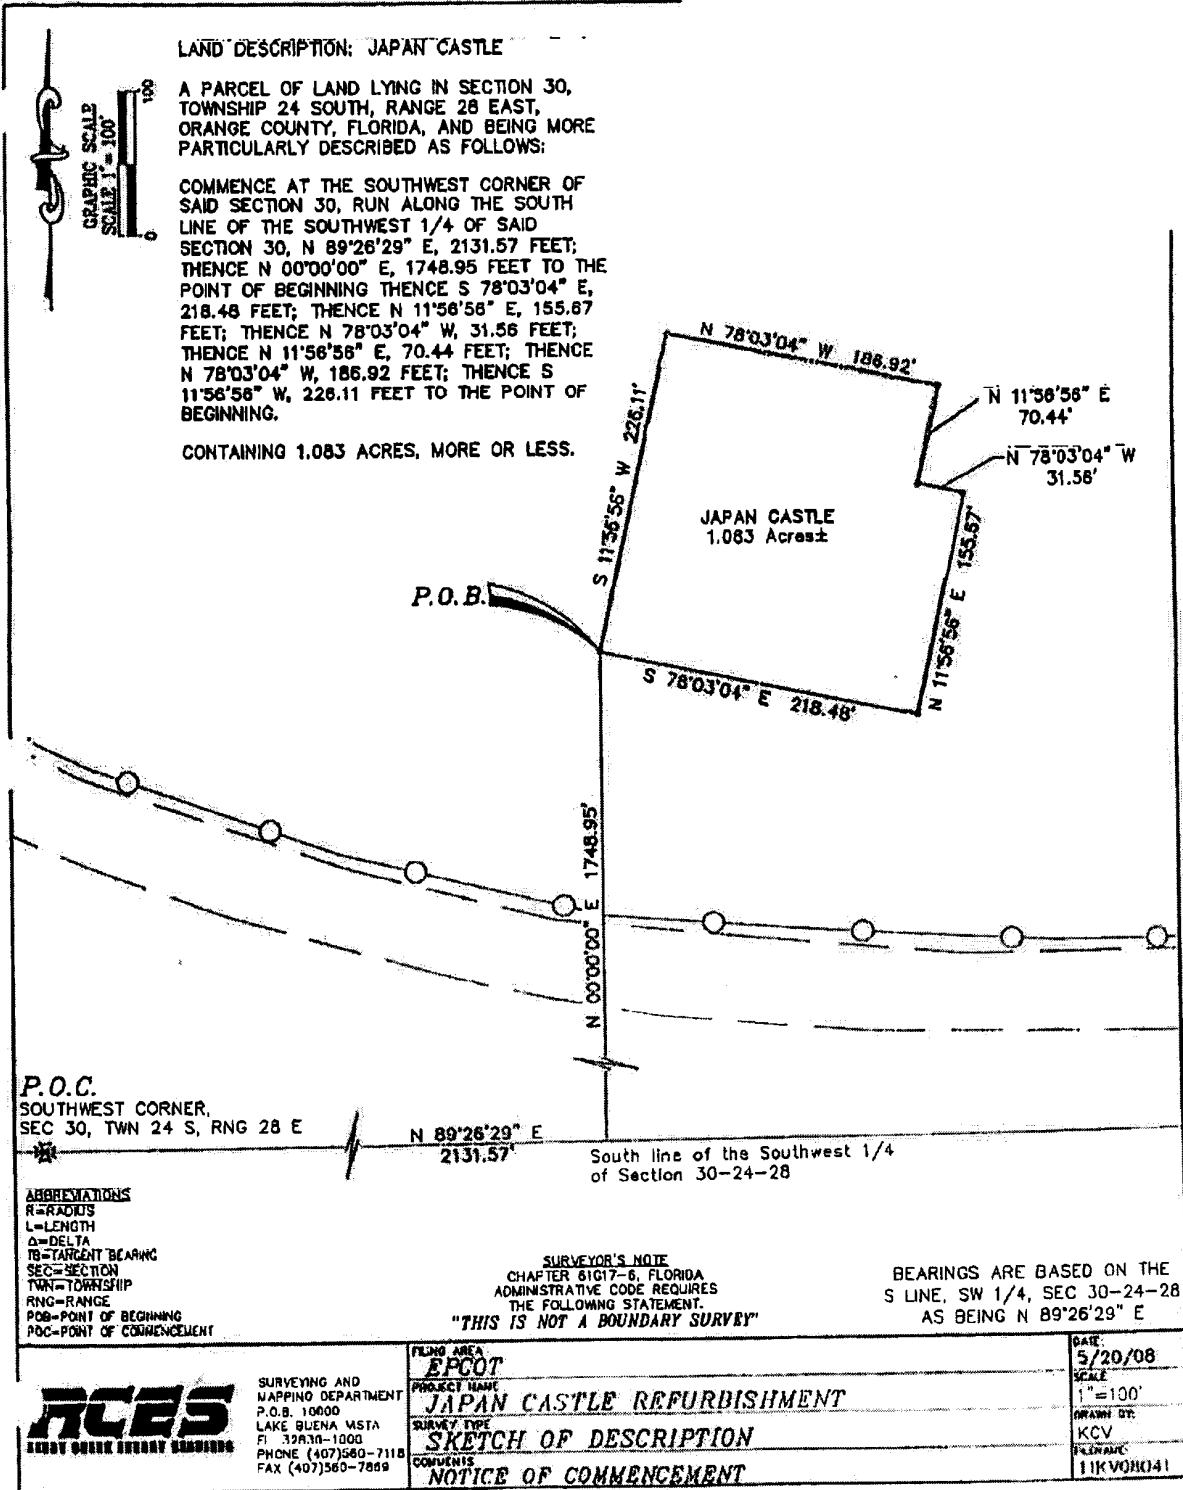 LAND DESCRIPTION: JAPAN CASTLE
A PARCEL OF LAND LYING IN SECTION 30,
TOWNSHIP 24 SOUTH, RANGE 28 EAST,
ORANGE COUNTY, FLORIDA, AND BEING MORE
PARTICULARLY DESCRIBED AS FOLLOWS:
COMMENCE AT THE SOUTHWEST CORNER OF
SAID SECTION 30, RUN ALONG THE SOUTH
LINE OF THE SOUTHWEST 1/4 OF SAID
SECTION 30, N 89°26'29" E, 2131.57 FEET;
THENCE N 00°00'00" E, 1748.95 FEET TO THE
POINT OF BEGINNING THENCE S 78°03'04" E,
218.48 FEET; THENCE N 11°56'56" E, 155.67
FEET; THENCE N 78°03'04" W, 31.56 FEET;
THENCE N 11°56'56" E, 70.44 FEET; THENCE
N 78°03'04" W, 186.92 FEET; THENCE S
11°56'56" W, 226.11 FEET TO THE POINT OF
BEGINNING.
CONTAINING 1.083 ACRES, MORE OR LESS.
GRAPHIC SCALE
SCALE 1" = 100'
0
100
N 78°03'04" W 186.92'
N 11°56'56" E
70.44'
N 78°03'04" W
31.56'
S 11°56'56" W 226.11'
JAPAN CASTLE
1.083 Acres±
N 11°56'56" E 155.67'
P.O.B.
S 78°03'04" E 218.48'
N 00°00'00" E 1748.95'
P.O.C.
SOUTHWEST CORNER,
SEC 30, TWN 24 S, RNG 28 E
N 89°26'29" E
2131.57'
South line of the Southwest 1/4
of Section 30-24-28
ABBREVIATIONS
R=RADIUS
L=LENGTH
Δ=DELTA
TB=TANGENT BEARING
SEC=SECTION
TWN=TOWNSHIP
RNG=RANGE
POB=POINT OF BEGINNING
POC=POINT OF COMMENCEMENT
SURVEYOR'S NOTE
CHAPTER 61G17-6, FLORIDA
ADMINISTRATIVE CODE REQUIRES
THE FOLLOWING STATEMENT.
"THIS IS NOT A BOUNDARY SURVEY"
BEARINGS ARE BASED ON THE
S LINE, SW 1/4, SEC 30-24-28
AS BEING N 89°26'29" E
RCES
REEDY CREEK ENERGY SERVICES
SURVEYING AND
MAPPING DEPARTMENT
P.O.B. 10000
LAKE BUENA VISTA
Fl 32830-1000
PHONE (407)560-7118
FAX (407)560-7869
FILING AREA
EPCOT
PROJECT NAME
JAPAN CASTLE REFURBISHMENT
SURVEY TYPE
SKETCH OF DESCRIPTION
COMMENTS
NOTICE OF COMMENCEMENT
DATE:
5/20/08
SCALE
1"=100'
DRAWN BY:
KCV
FILENAME: